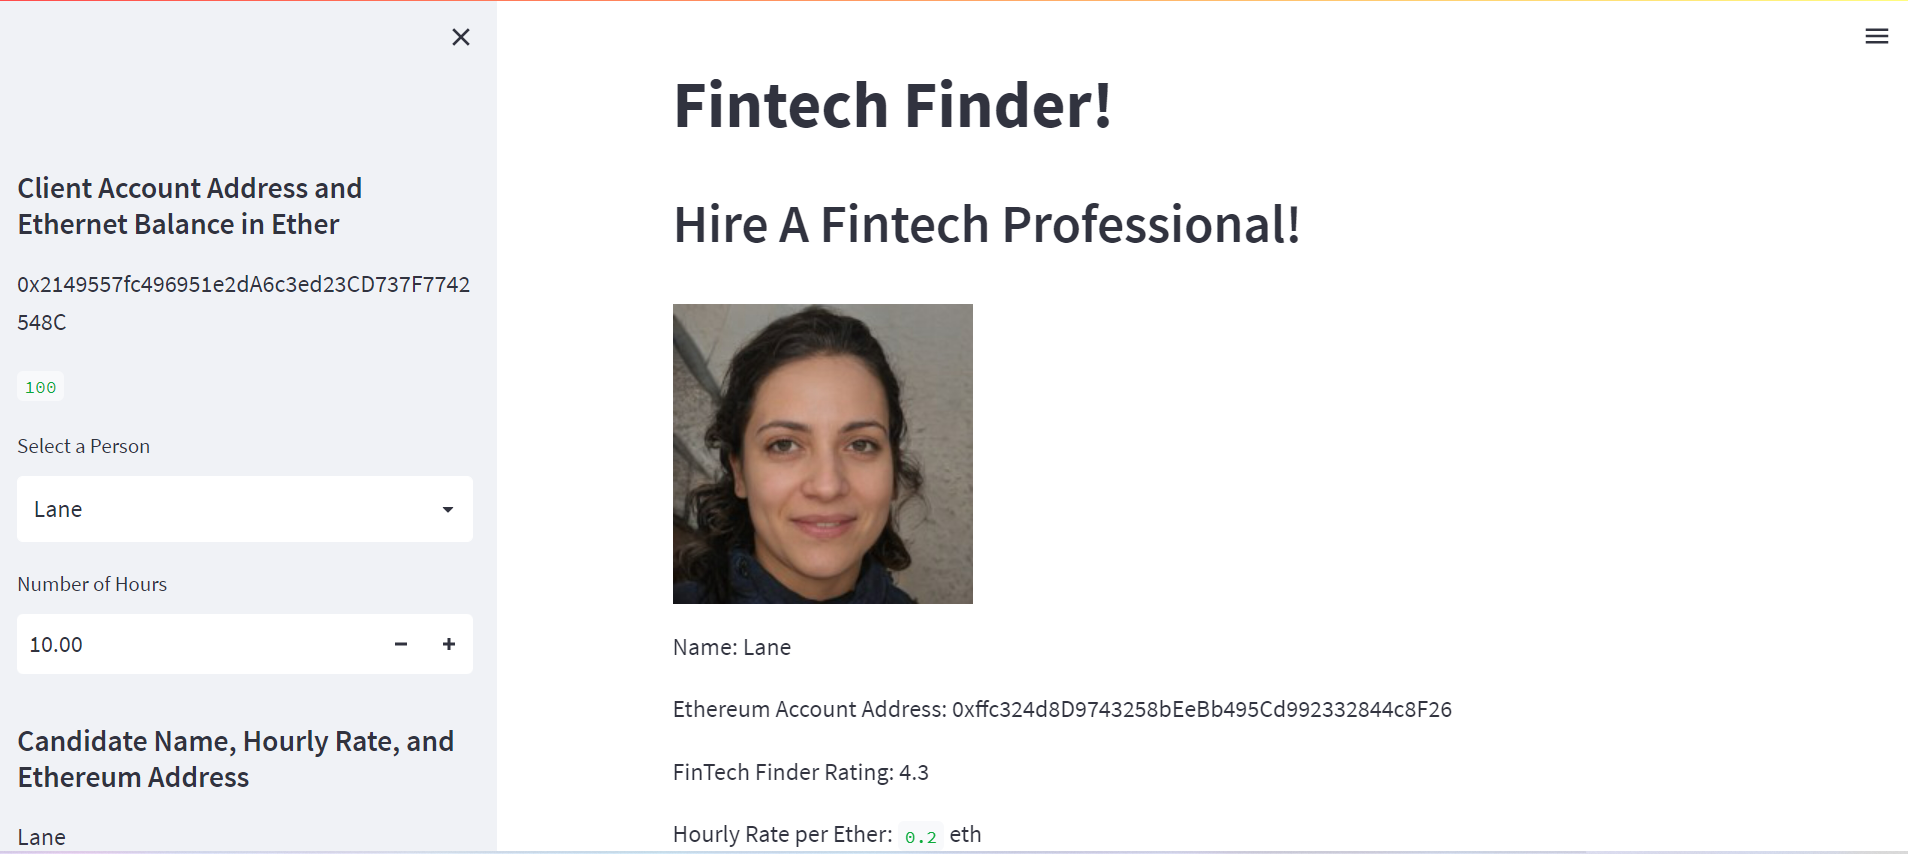 Client Account Address and
Ethernet Balance in Ether
0x2149557fc496951e2dA6c3ed23CD737F7742
548C
100
Select a Person
Lane
Number of Hours
10.00
Candidate Name, Hourly Rate, and
Ethereum Address
Lane
Fintech Finder!
Hire A Fintech Professional!
Name: Lane
Ethereum Account Address: 0xffc324d8D9743258bEeBb495Cd992332844c8F26
FinTech Finder Rating: 4.3
Hourly Rate per Ether: 0.2 eth